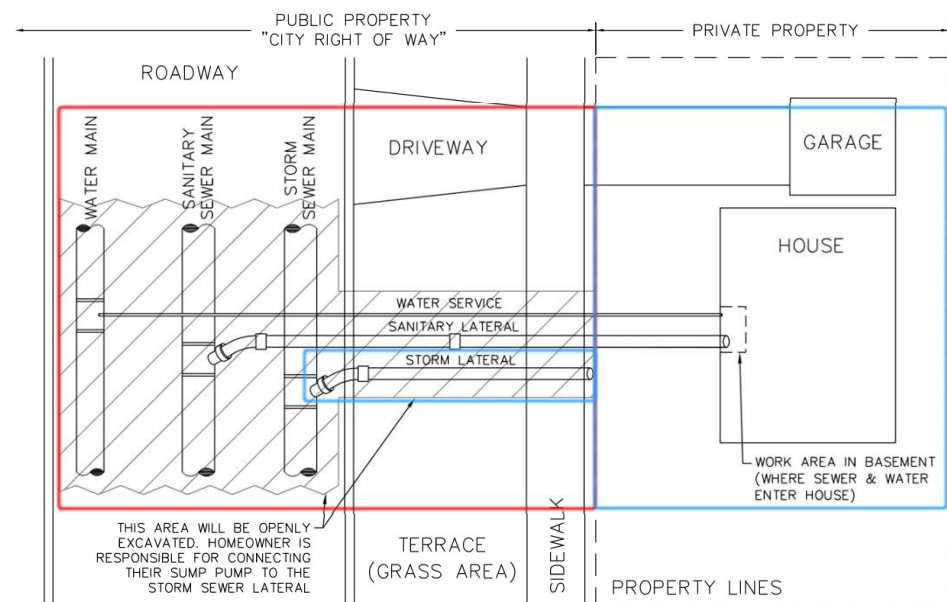 PUBLIC PROPERTY
"CITY RIGHT OF WAY"
PRIVATE PROPERTY
ROADWAY
WATER MAIN
SANITARY
SEWER MAIN
STORM
SEWER MAIN
DRIVEWAY
GARAGE
HOUSE
WATER SERVICE
SANITARY LATERAL
STORM LATERAL
WORK AREA IN BASEMENT
(WHERE SEWER & WATER
ENTER HOUSE)
THIS AREA WILL BE OPENLY
EXCAVATED. HOMEOWNER IS
RESPONSIBLE FOR CONNECTING
THEIR SUMP PUMP TO THE
STORM SEWER LATERAL
TERRACE
(GRASS AREA)
SIDEWALK
PROPERTY LINES